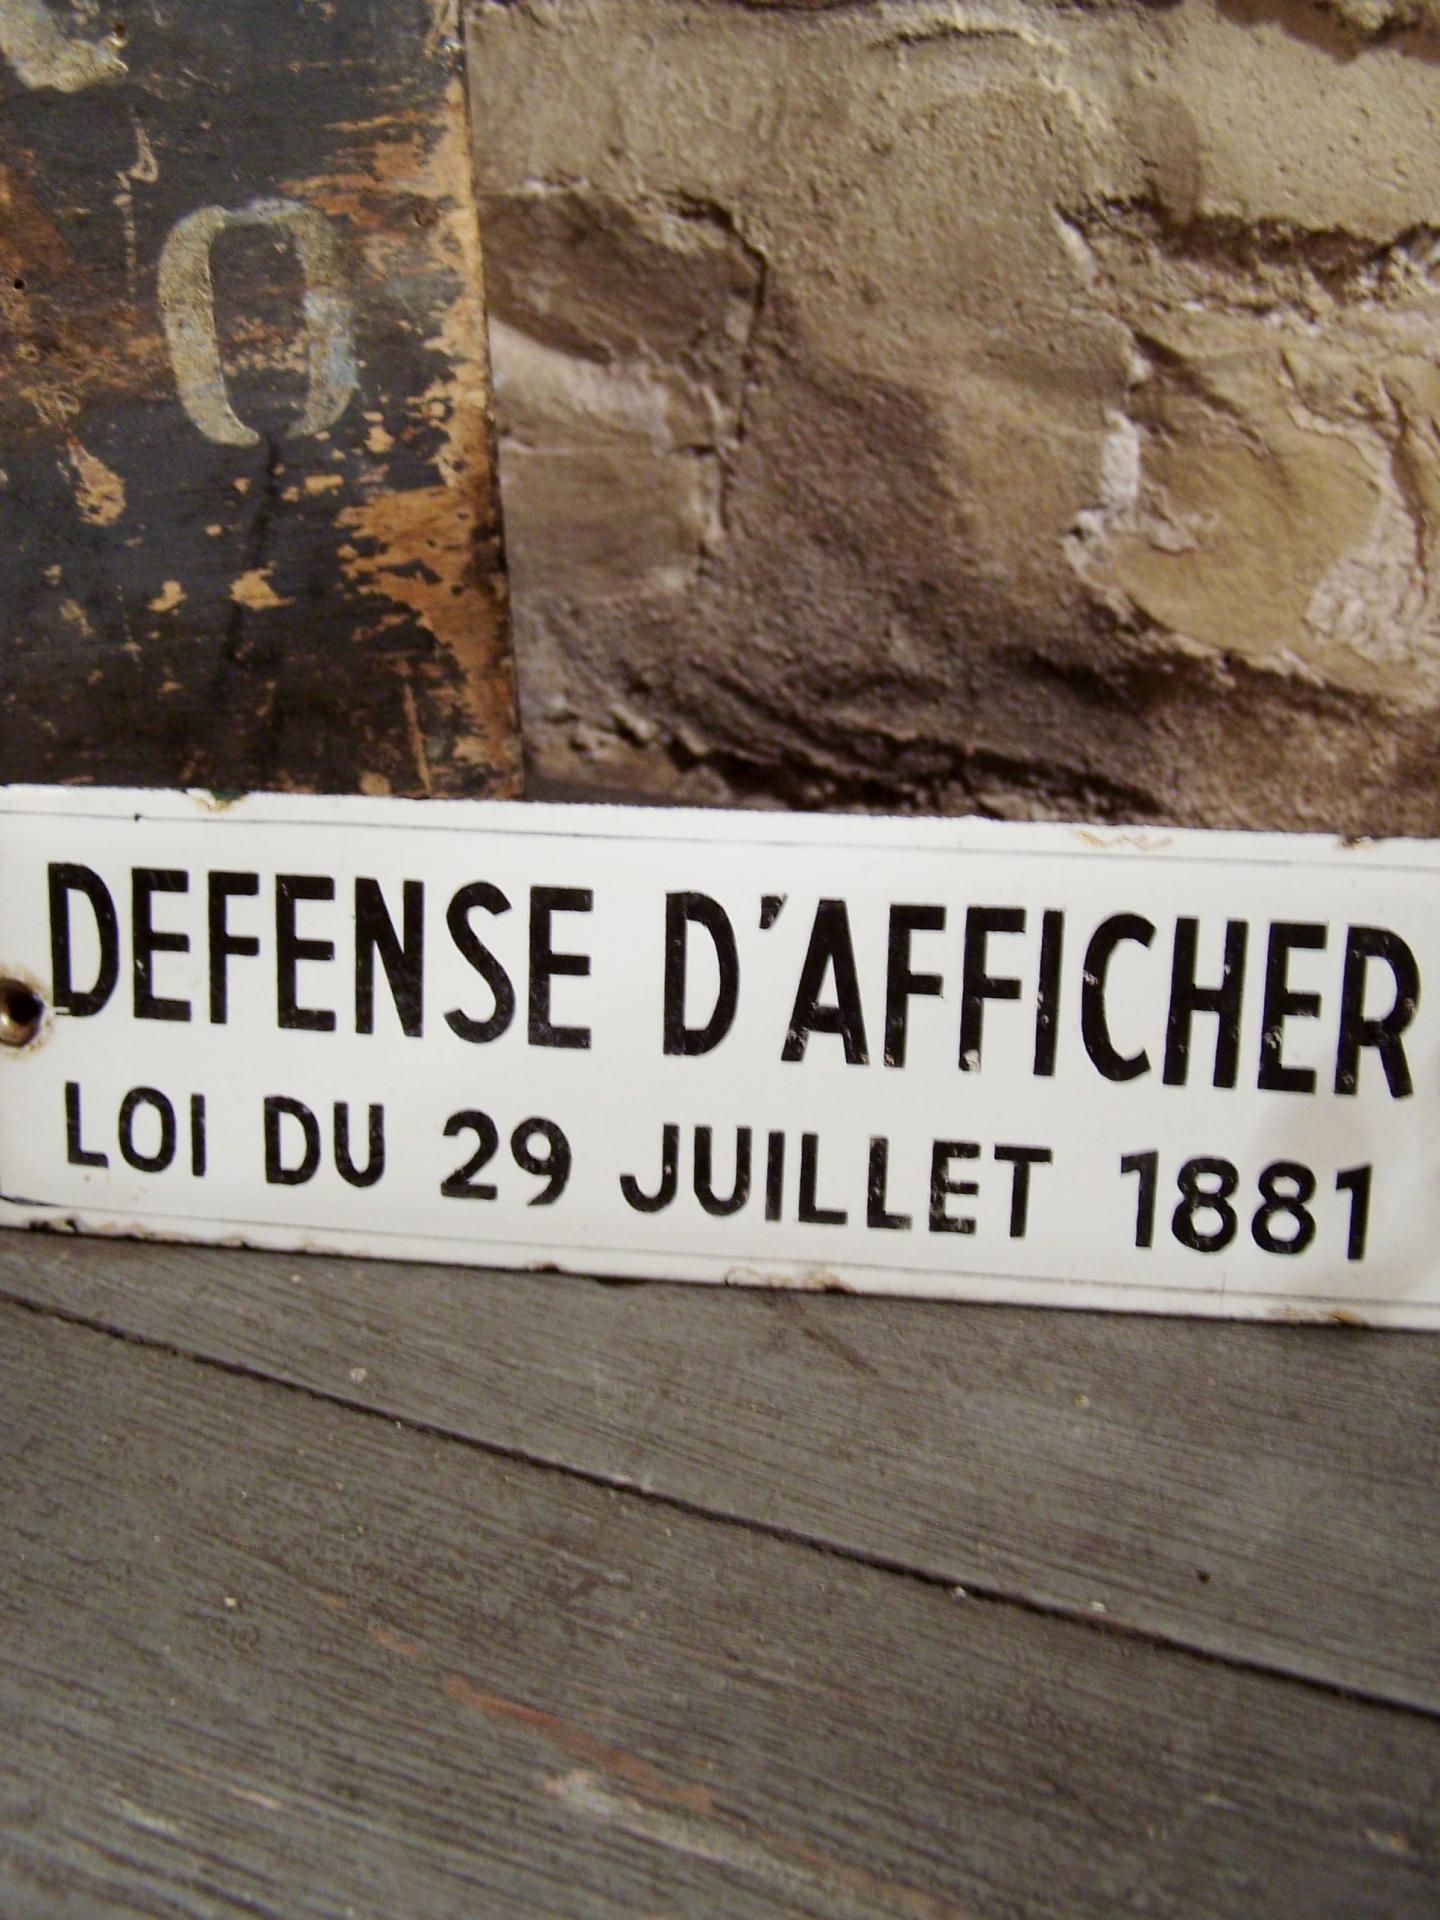 O
DEFENSE D'AFFICHER
LOI DU 29 JUILLET 1881